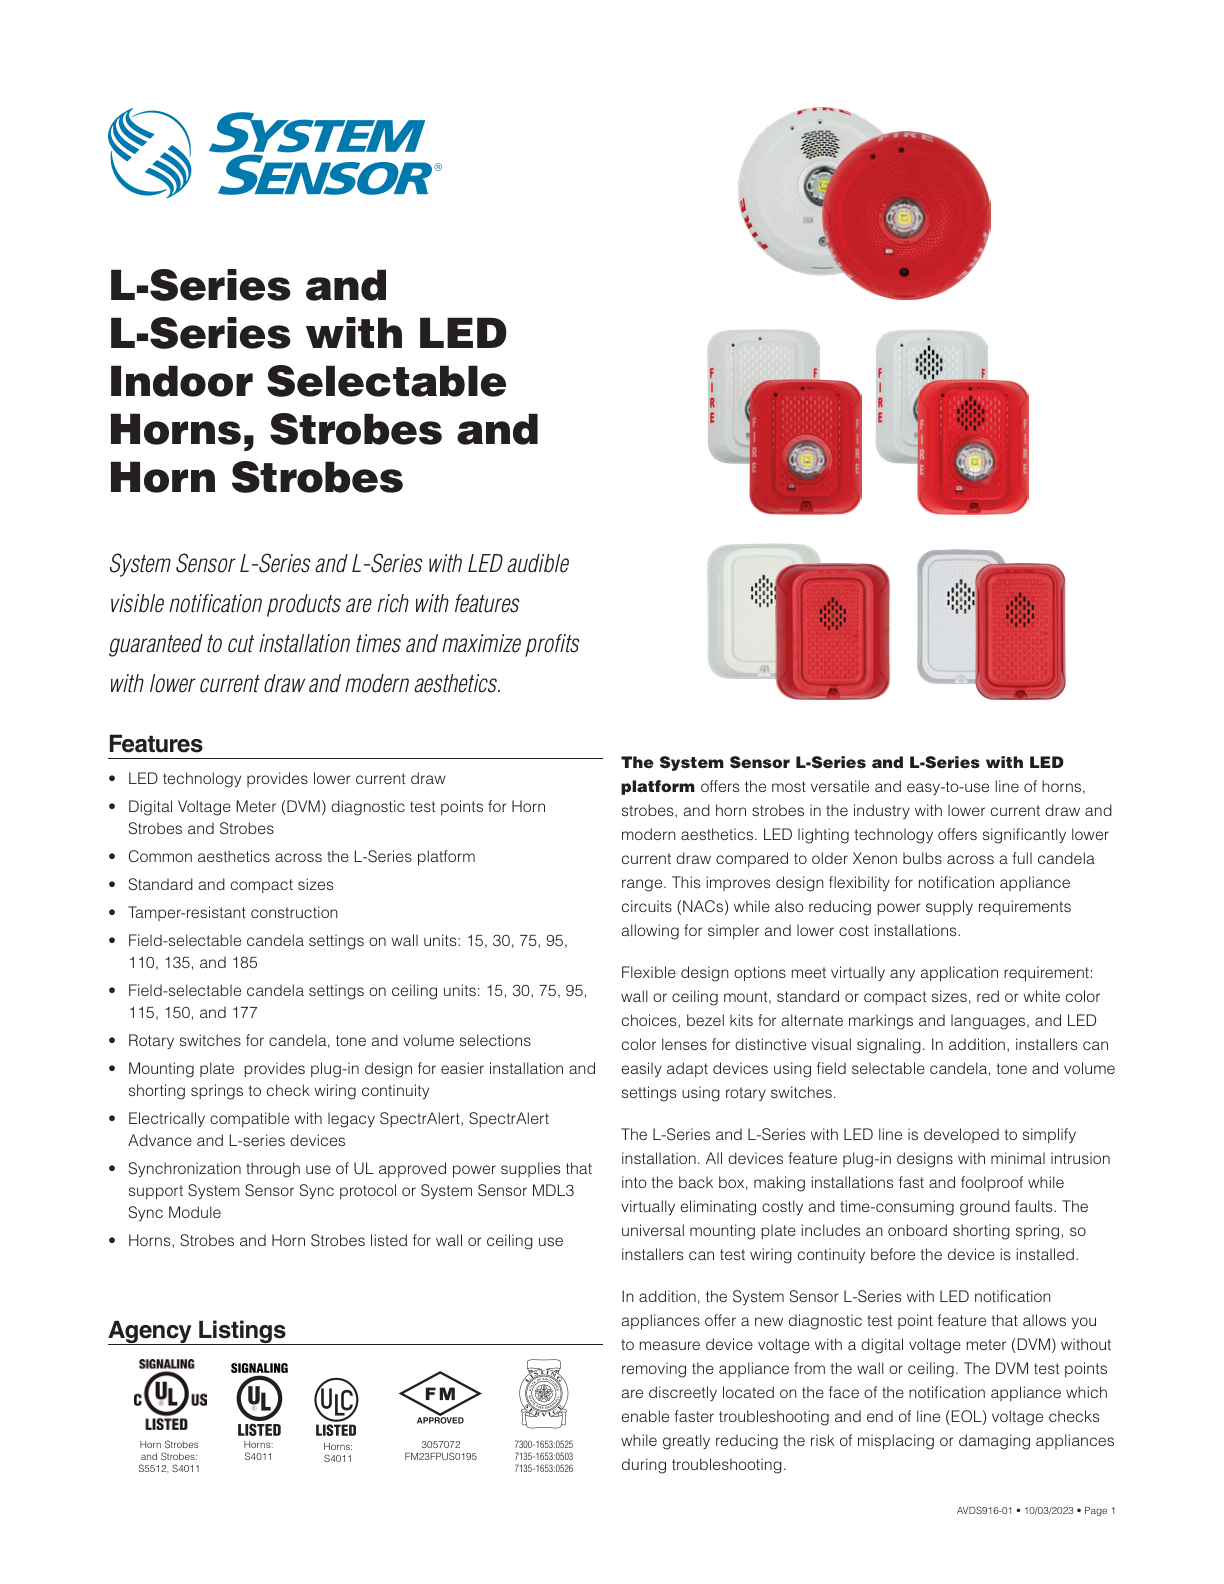 SYSTEM
SENSOR®
L-Series and
L-Series with LED
Indoor Selectable
Horns, Strobes and
Horn Strobes
System Sensor L-Series and L-Series with LED audible
visible notification products are rich with features
guaranteed to cut installation times and maximize profits
with lower current draw and modern aesthetics.
FIRE
FIRE
FIRE
FIRE
FIRE
FIRE
FIRE
FIRE
FIRE
Features
• LED technology provides lower current draw
• Digital Voltage Meter (DVM) diagnostic test points for Horn
Strobes and Strobes
• Common aesthetics across the L-Series platform
• Standard and compact sizes
• Tamper-resistant construction
• Field-selectable candela settings on wall units: 15, 30, 75, 95,
110, 135, and 185
• Field-selectable candela settings on ceiling units: 15, 30, 75, 95,
115, 150, and 177
• Rotary switches for candela, tone and volume selections
• Mounting plate provides plug-in design for easier installation and
shorting springs to check wiring continuity
• Electrically compatible with legacy SpectrAlert, SpectrAlert
Advance and L-series devices
• Synchronization through use of UL approved power supplies that
support System Sensor Sync protocol or System Sensor MDL3
Sync Module
• Horns, Strobes and Horn Strobes listed for wall or ceiling use
Agency Listings
SIGNALING
C UL® US
LISTED
Horn Strobes
and Strobes:
S5512, S4011
SIGNALING
UL®
LISTED
Horns:
S4011
ULC
LISTED
Horns:
S4011
FM
APPROVED
3057072
FM23FPUS0195
LISTING
7300-1653:0525
7135-1653:0503
7135-1653:0526
The System Sensor L-Series and L-Series with LED
platform offers the most versatile and easy-to-use line of horns,
strobes, and horn strobes in the industry with lower current draw and
modern aesthetics. LED lighting technology offers significantly lower
current draw compared to older Xenon bulbs across a full candela
range. This improves design flexibility for notification appliance
circuits (NACs) while also reducing power supply requirements
allowing for simpler and lower cost installations.
Flexible design options meet virtually any application requirement:
wall or ceiling mount, standard or compact sizes, red or white color
choices, bezel kits for alternate markings and languages, and LED
color lenses for distinctive visual signaling. In addition, installers can
easily adapt devices using field selectable candela, tone and volume
settings using rotary switches.
The L-Series and L-Series with LED line is developed to simplify
installation. All devices feature plug-in designs with minimal intrusion
into the back box, making installations fast and foolproof while
virtually eliminating costly and time-consuming ground faults. The
universal mounting plate includes an onboard shorting spring, so
installers can test wiring continuity before the device is installed.
In addition, the System Sensor L-Series with LED notification
appliances offer a new diagnostic test point feature that allows you
to measure device voltage with a digital voltage meter (DVM) without
removing the appliance from the wall or ceiling. The DVM test points
are discreetly located on the face of the notification appliance which
enable faster troubleshooting and end of line (EOL) voltage checks
while greatly reducing the risk of misplacing or damaging appliances
during troubleshooting.
AVDS916-01 • 10/03/2023 • Page 1